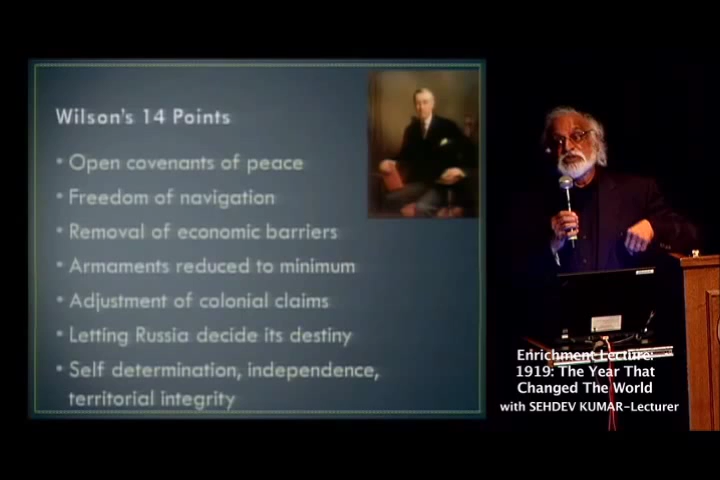 Wilson's 14 Points
• Open covenants of peace
• Freedom of navigation
• Removal of economic barriers
• Armaments reduced to minimum
• Adjustment of colonial claims
• Letting Russia decide its destiny
• Self determination, independence,
territorial integrity
Enrichment Lecture:
1919: The Year That
Changed The World
with SEHDEV KUMAR-Lecturer